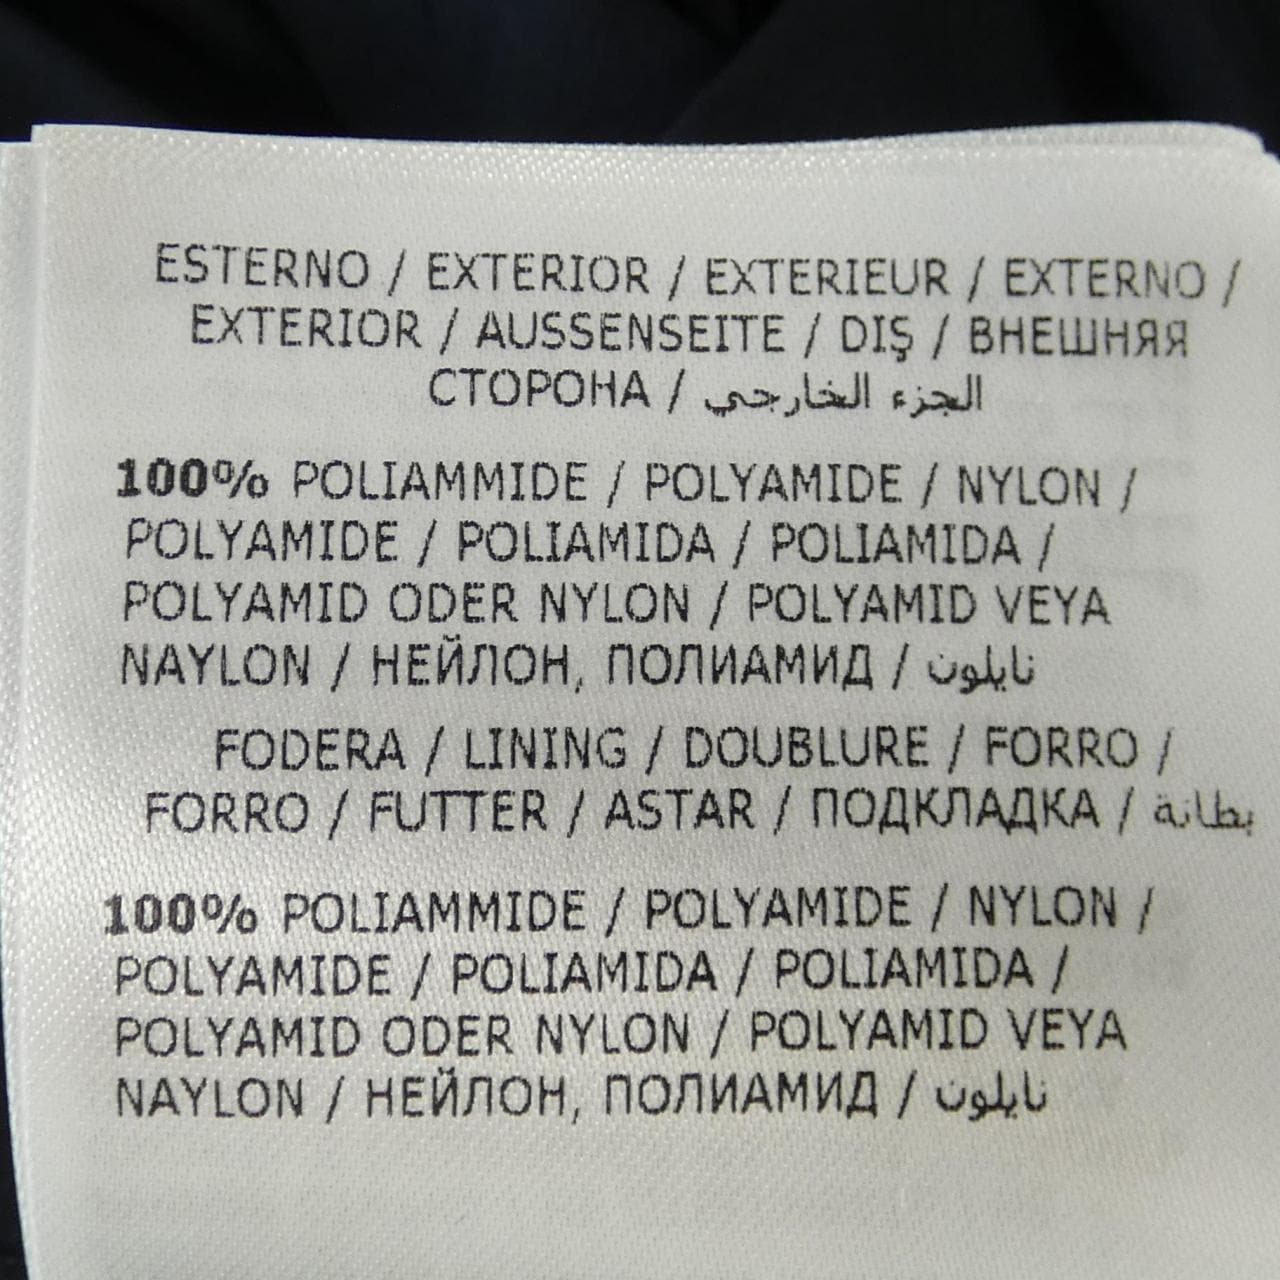 ESTERNO / EXTERIOR / EXTERIEUR / EXTERNO /
EXTERIOR / AUSSENSEITE / DIŞ / ВНЕШНЯЯ
СТОРОНА / الجزء الخارجي
100% POLIAMMIDE / POLYAMIDE / NYLON /
POLYAMIDE / POLIAMIDA / POLIAMIDA /
POLYAMID ODER NYLON / POLYAMID VEYA
NAYLON / НЕЙЛОН, ПОЛИАМИД / نايلون
FODERA / LINING / DOUBLURE / FORRO /
FORRO / FUTTER / ASTAR / ПОДКЛАДКА / بطانة
100% POLIAMMIDE / POLYAMIDE / NYLON /
POLYAMIDE / POLIAMIDA / POLIAMIDA /
POLYAMID ODER NYLON / POLYAMID VEYA
NAYLON / НЕЙЛОН, ПОЛИАМИД / نايلون